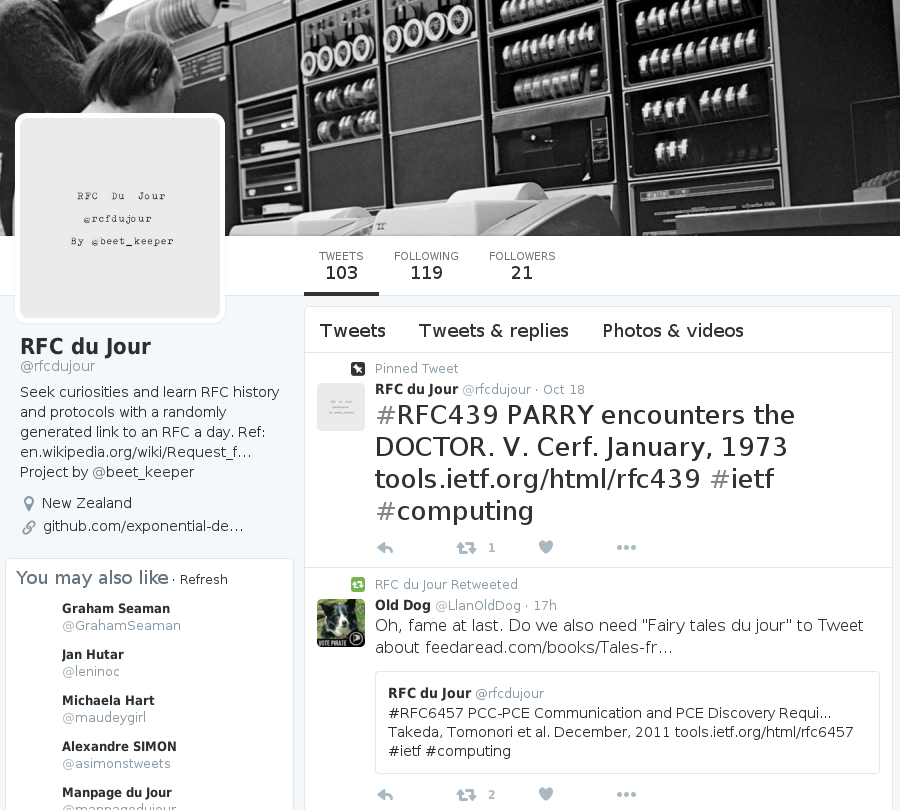 RFC Du Jour
@rcfdujour
By @beet_keeper
TWEETS
103
FOLLOWING
119
FOLLOWERS
21
RFC du Jour
@rfcdujour
Seek curiosities and learn RFC history
and protocols with a randomly
generated link to an RFC a day. Ref:
en.wikipedia.org/wiki/Request_f…
Project by @beet_keeper
New Zealand
github.com/exponential-de…
You may also like · Refresh
Graham Seaman
@GrahamSeaman
Jan Hutar
@leninoc
Michaela Hart
@maudeygirl
Alexandre SIMON
@asimonstweets
Manpage du Jour
@manpagedujour
Tweets
Tweets & replies
Photos & videos
Pinned Tweet
RFC du Jour @rfcdujour · Oct 18
#RFC439 PARRY encounters the
DOCTOR. V. Cerf. January, 1973
tools.ietf.org/html/rfc439 #ietf
#computing
1
RFC du Jour Retweeted
Old Dog @LlanOldDog · 17h
VOTE PIRATE
Oh, fame at last. Do we also need "Fairy tales du jour" to Tweet
about feedaread.com/books/Tales-fr…
RFC du Jour @rfcdujour
#RFC6457 PCC-PCE Communication and PCE Discovery Requi...
Takeda, Tomonori et al. December, 2011 tools.ietf.org/html/rfc6457
#ietf #computing
2